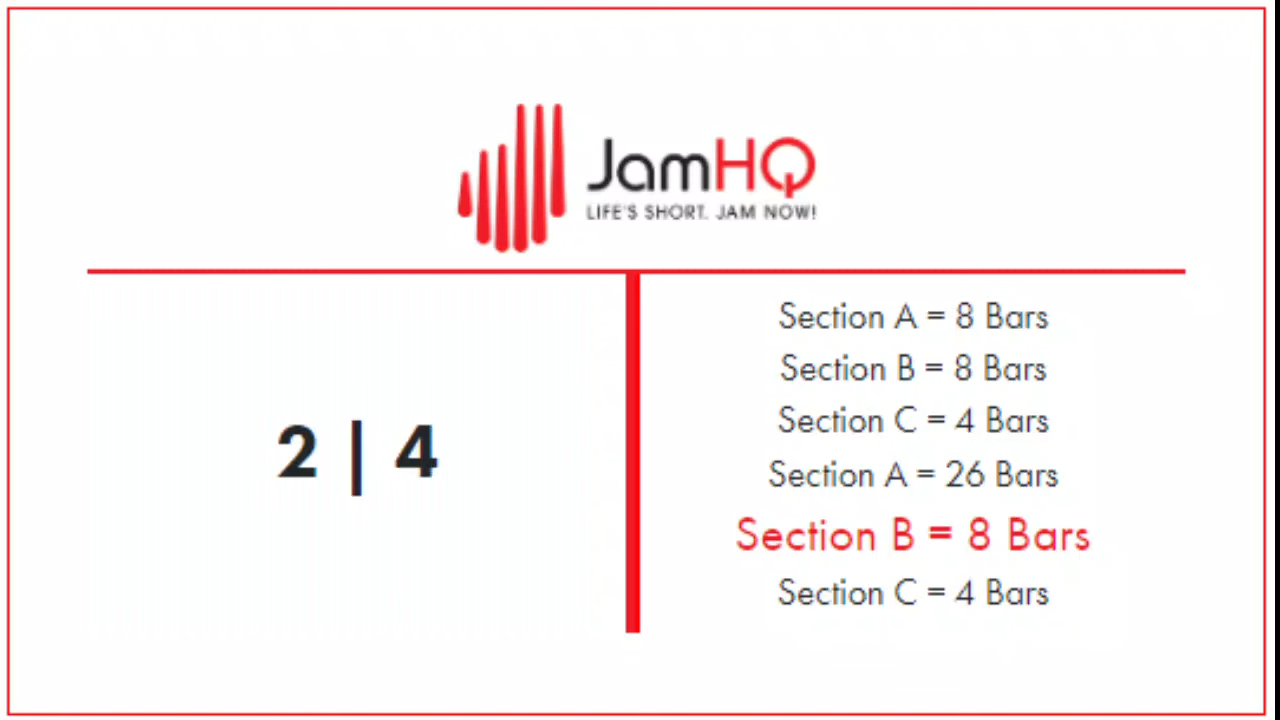 JamHQ
LIFE'S SHORT. JAM NOW!
2 | 4
Section A = 8 Bars
Section B = 8 Bars
Section C = 4 Bars
Section A = 26 Bars
Section B = 8 Bars
Section C = 4 Bars